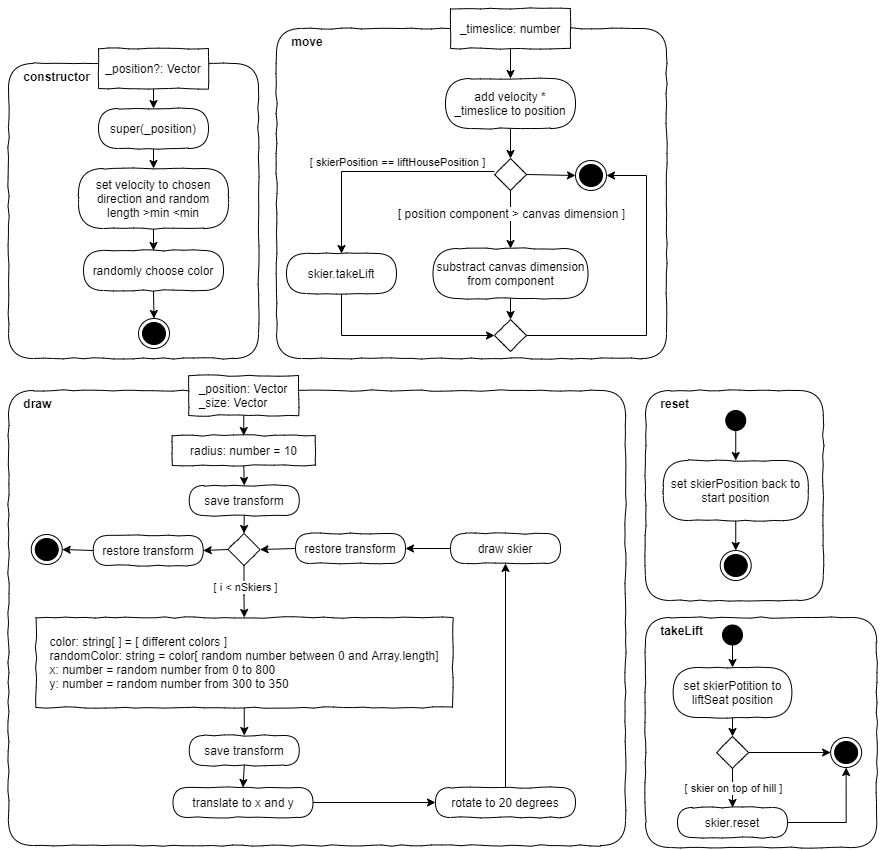 constructor
_position?: Vector
super(_position)
set velocity to chosen
direction and random
length >min <min
randomly choose color
move
_timeslice: number
add velocity *
_timeslice to position
[ skierPosition == liftHousePosition ]
[ position component > canvas dimension ]
skier.takeLift
substract canvas dimension
from component
draw
_position: Vector
_size: Vector
radius: number = 10
save transform
restore transform
restore transform
draw skier
[ i < nSkiers ]
color: string[ ] = [ different colors ]
randomColor: string = color[ random number between 0 and Array.length]
x: number = random number from 0 to 800
y: number = random number from 300 to 350
save transform
translate to x and y
rotate to 20 degrees
reset
set skierPosition back to
start position
takeLift
set skierPotition to
liftSeat position
[ skier on top of hill ]
skier.reset